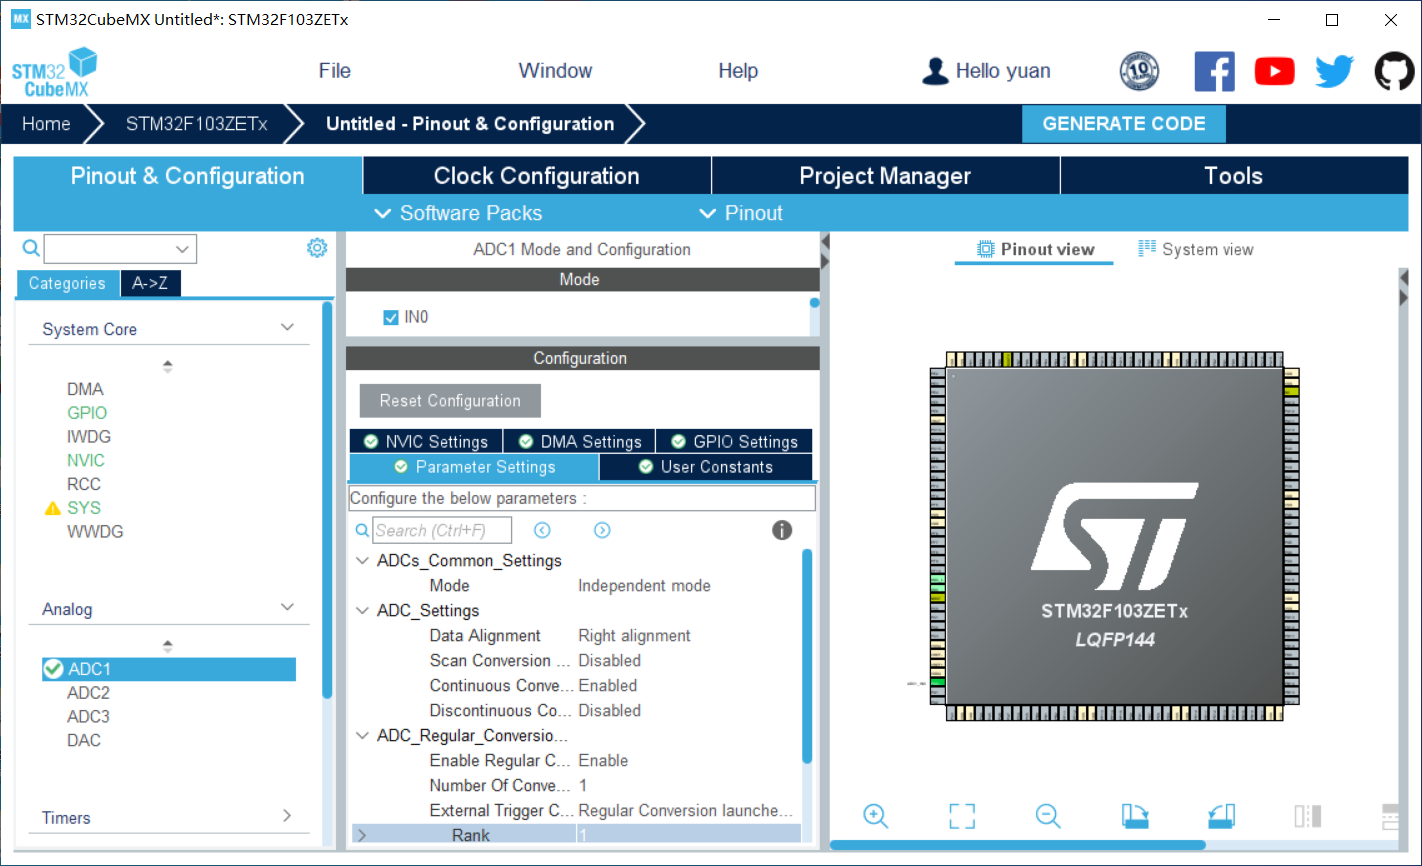 MX STM32CubeMX Untitled*: STM32F103ZETx
STM32
CubeMX
File
Window
Help
Hello yuan
10
Home
STM32F103ZETx
Untitled - Pinout & Configuration
GENERATE CODE
Pinout & Configuration
Clock Configuration
Project Manager
Tools
Software Packs
Pinout
Categories
A->Z
System Core
DMA
GPIO
IWDG
NVIC
RCC
SYS
WWDG
Analog
ADC1
ADC2
ADC3
DAC
Timers
ADC1 Mode and Configuration
Mode
IN0
Configuration
Reset Configuration
NVIC Settings
DMA Settings
GPIO Settings
Parameter Settings
User Constants
Configure the below parameters :
Search (Ctrl+F)
ADCs_Common_Settings
Mode Independent mode
ADC_Settings
Data Alignment Right alignment
Scan Conversion ... Disabled
Continuous Conve... Enabled
Discontinuous Co... Disabled
ADC_Regular_Conversio...
Enable Regular C... Enable
Number Of Conve... 1
External Trigger C... Regular Conversion launche...
Rank 1
Pinout view
System view
ST
STM32F103ZETx
LQFP144